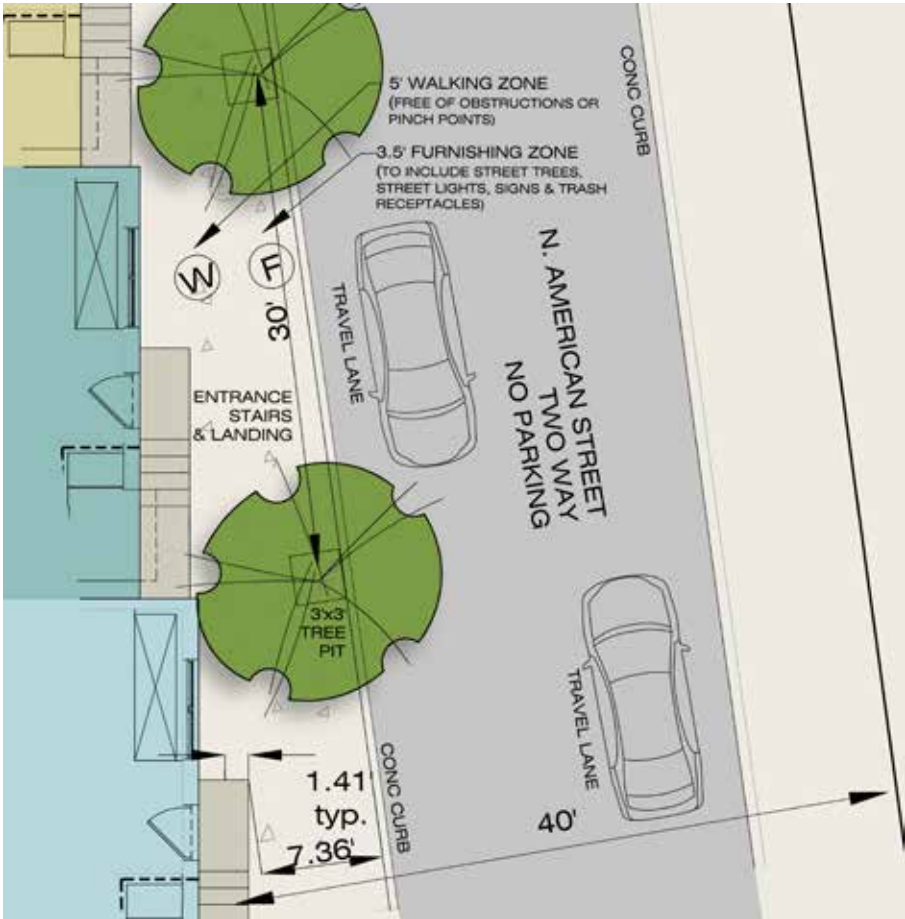 5' WALKING ZONE
(FREE OF OBSTRUCTIONS OR
PINCH POINTS)
CONC CURB
3.5' FURNISHING ZONE
(TO INCLUDE STREET TREES,
STREET LIGHTS, SIGNS & TRASH
RECEPTACLES)
W
F
30'
TRAVEL LANE
N. AMERICAN STREET
TWO WAY
NO PARKING
ENTRANCE
STAIRS
& LANDING
3'x3'
TREE
PIT
TRAVEL LANE
CONC CURB
1.41'
typ.
7.36'
40'